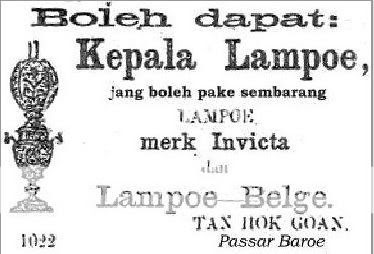 Boleh dapat:
Kepala Lampoe,
jang boleh pake sembarang
LAMPOE
merk Invicta
dan
Lampoe Belge.
TAN HOK GOAN.
1022 Passar Baroe